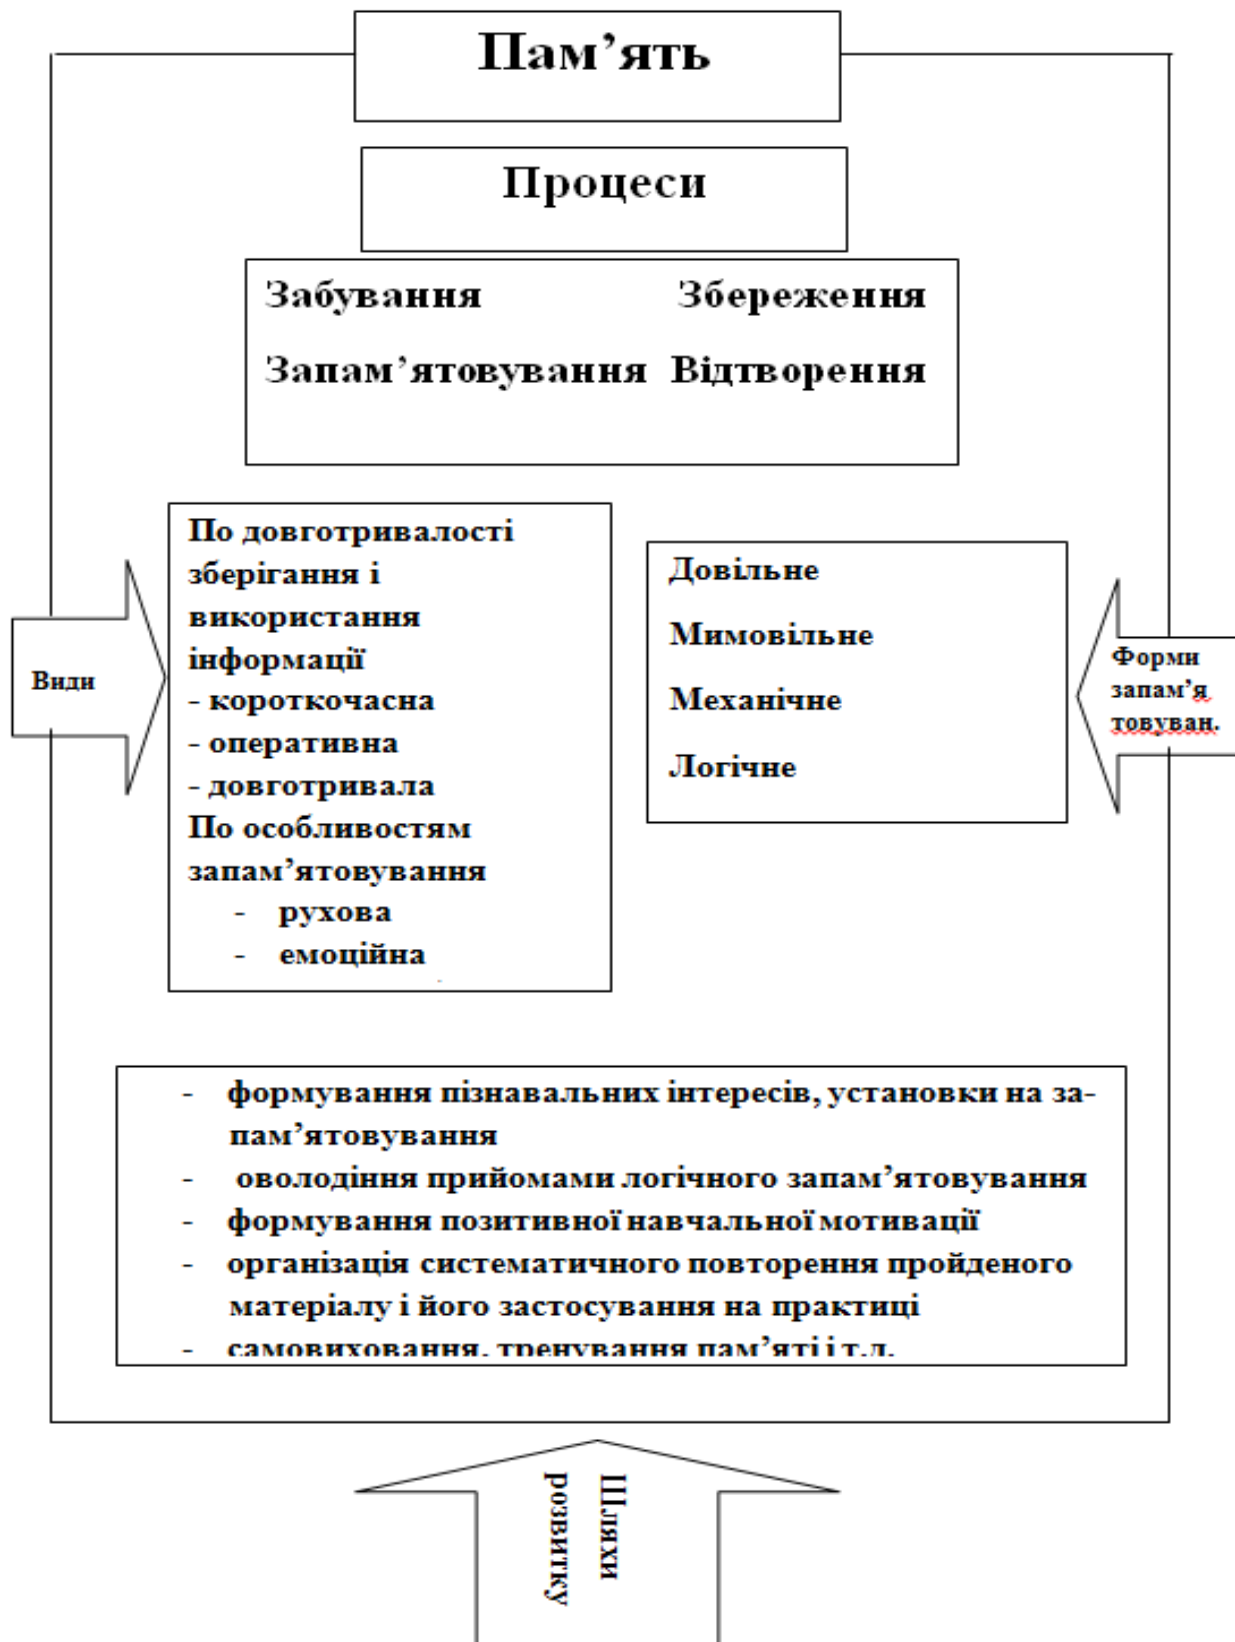 Пам’ять
Процеси
Забування Збереження
Запам’ятовування Відтворення
Види
По довготривалості
зберігання і
використання
інформації
- короткочасна
- оперативна
- довготривала
По особливостям
запам’ятовування
- рухова
- емоційна
Довільне
Мимовільне
Механічне
Логічне
Форми
запам’я
товуван.
- формування пізнавальних інтересів, установки на за-
пам’ятовування
- оволодіння прийомами логічного запам’ятовування
- формування позитивної навчальної мотивації
- організація систематичного повторення пройденого
матеріалу і його застосування на практиці
- самовиховання, тренування пам’яті і т.д.
Шляхи
розвитку